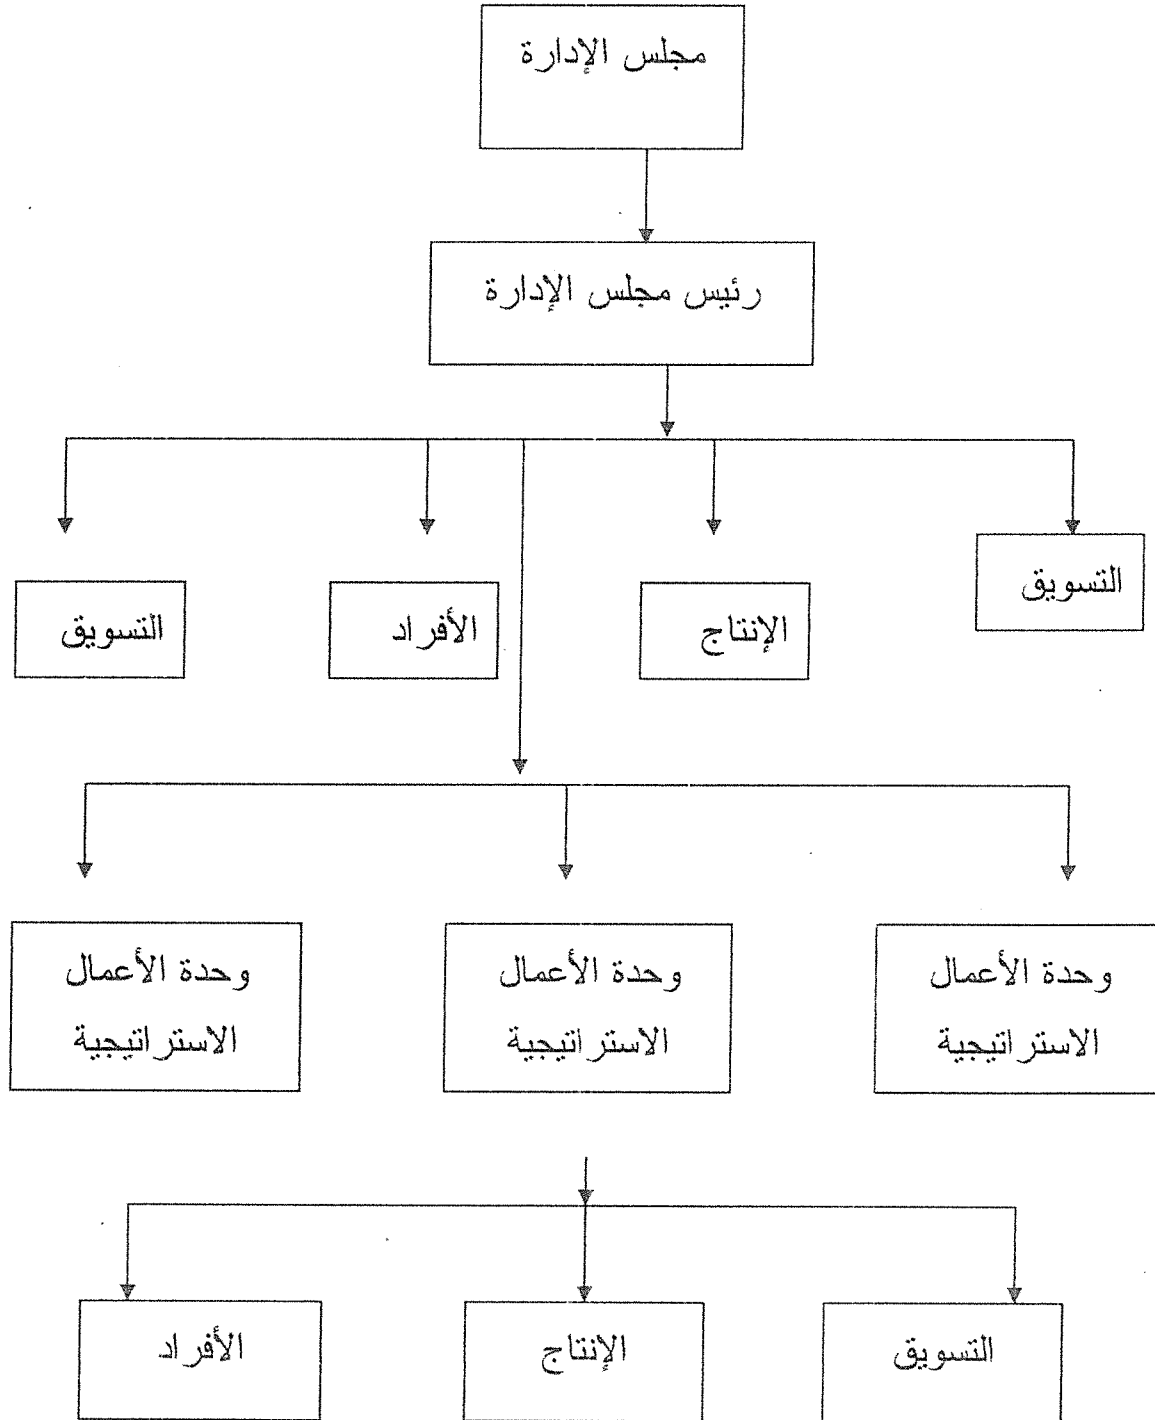 مجلس الإدارة
رئيس مجلس الإدارة
التسويق
الإنتاج
الأفراد
التسويق
وحدة الأعمال
الاستراتيجية
وحدة الأعمال
الاستراتيجية
وحدة الأعمال
الاستراتيجية
التسويق
الإنتاج
الأفراد